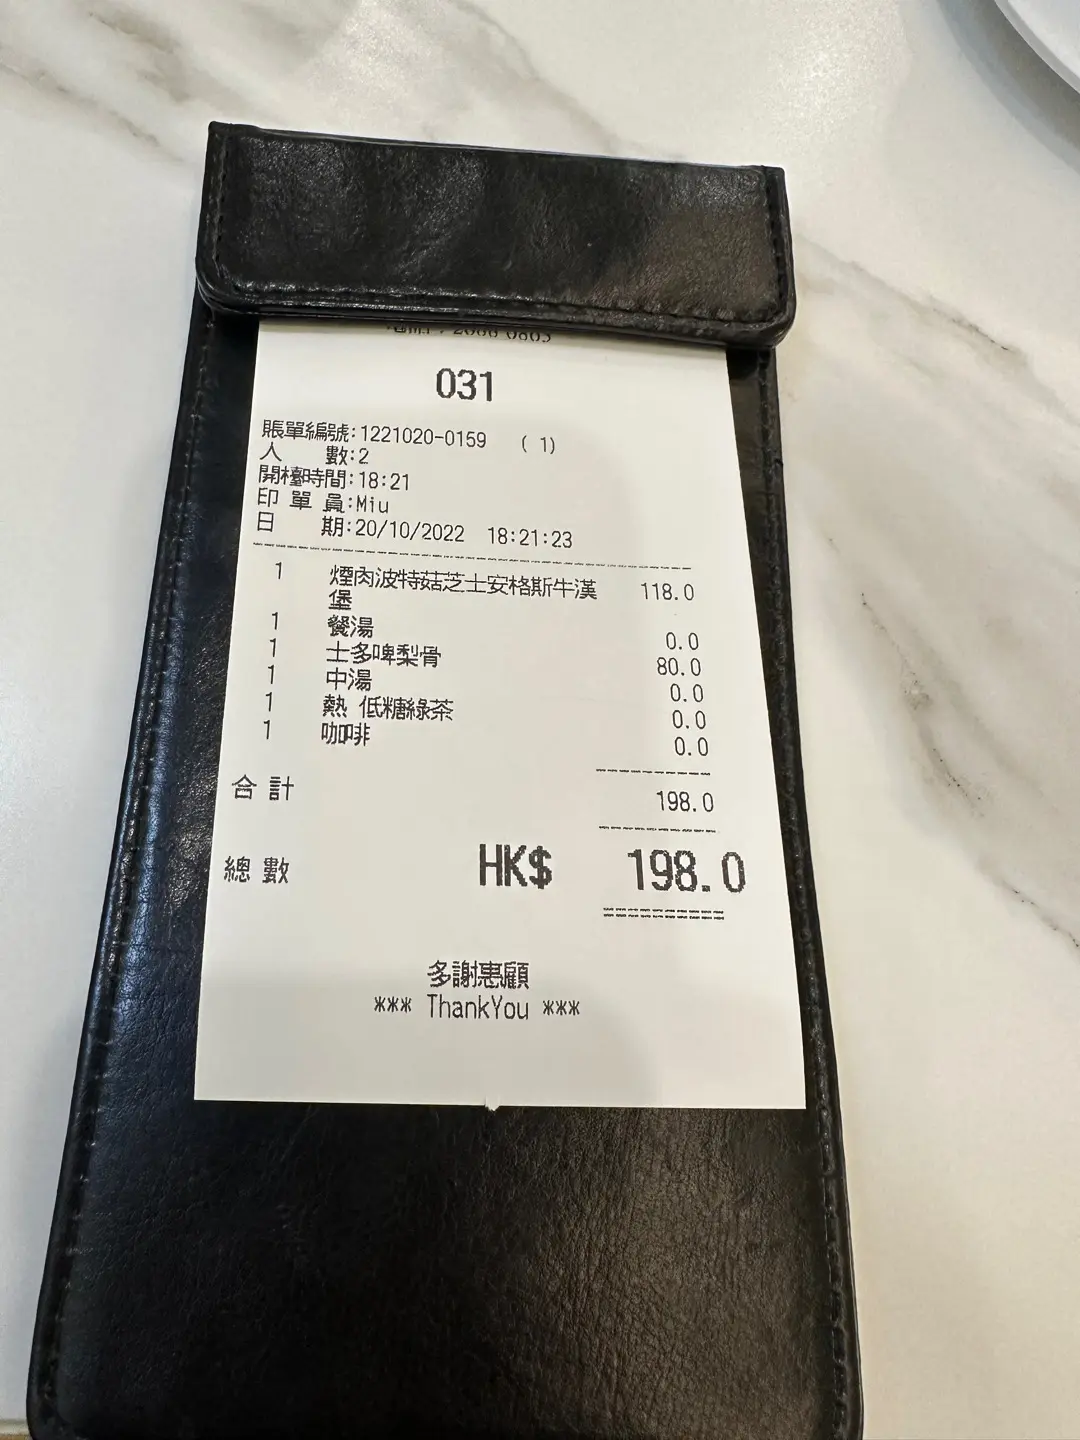 031
賬單編號:1221020-0159 ( 1)
人 數:2
開檯時間:18:21
印 單 員:Miu
日 期:20/10/2022 18:21:23
1 煙肉波特菇芝士安格斯牛漢 118.0
堡
1 餐湯 0.0
1 士多啤梨骨 80.0
1 中湯 0.0
1 熱 低糖綠茶 0.0
1 咖啡 0.0
合 計 198.0
總 數 HK$ 198.0
多謝惠顧
*** ThankYou ***